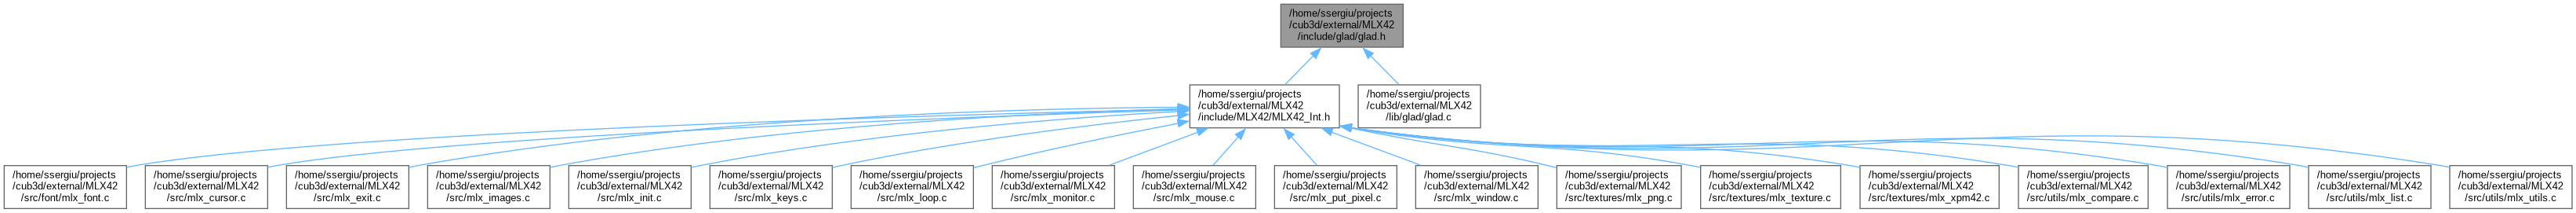 /home/ssergiu/projects
/cub3d/external/MLX42
/include/glad/glad.h
/home/ssergiu/projects
/cub3d/external/MLX42
/include/MLX42/MLX42_Int.h
/home/ssergiu/projects
/cub3d/external/MLX42
/lib/glad/glad.c
/home/ssergiu/projects
/cub3d/external/MLX42
/src/font/mlx_font.c
/home/ssergiu/projects
/cub3d/external/MLX42
/src/mlx_cursor.c
/home/ssergiu/projects
/cub3d/external/MLX42
/src/mlx_exit.c
/home/ssergiu/projects
/cub3d/external/MLX42
/src/mlx_images.c
/home/ssergiu/projects
/cub3d/external/MLX42
/src/mlx_init.c
/home/ssergiu/projects
/cub3d/external/MLX42
/src/mlx_keys.c
/home/ssergiu/projects
/cub3d/external/MLX42
/src/mlx_loop.c
/home/ssergiu/projects
/cub3d/external/MLX42
/src/mlx_monitor.c
/home/ssergiu/projects
/cub3d/external/MLX42
/src/mlx_mouse.c
/home/ssergiu/projects
/cub3d/external/MLX42
/src/mlx_put_pixel.c
/home/ssergiu/projects
/cub3d/external/MLX42
/src/mlx_window.c
/home/ssergiu/projects
/cub3d/external/MLX42
/src/textures/mlx_png.c
/home/ssergiu/projects
/cub3d/external/MLX42
/src/textures/mlx_texture.c
/home/ssergiu/projects
/cub3d/external/MLX42
/src/textures/mlx_xpm42.c
/home/ssergiu/projects
/cub3d/external/MLX42
/src/utils/mlx_compare.c
/home/ssergiu/projects
/cub3d/external/MLX42
/src/utils/mlx_error.c
/home/ssergiu/projects
/cub3d/external/MLX42
/src/utils/mlx_list.c
/home/ssergiu/projects
/cub3d/external/MLX42
/src/utils/mlx_utils.c